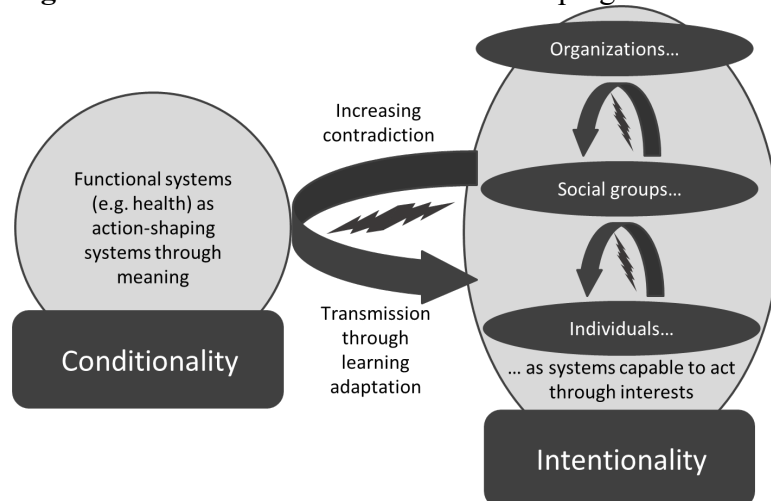 Organizations…
Increasing
contradiction
Functional systems
(e.g. health) as
action-shaping
systems through
meaning
Social groups…
Transmission
through
learning
adaptation
Individuals…
Conditionality
… as systems capable to act
through interests
Intentionality